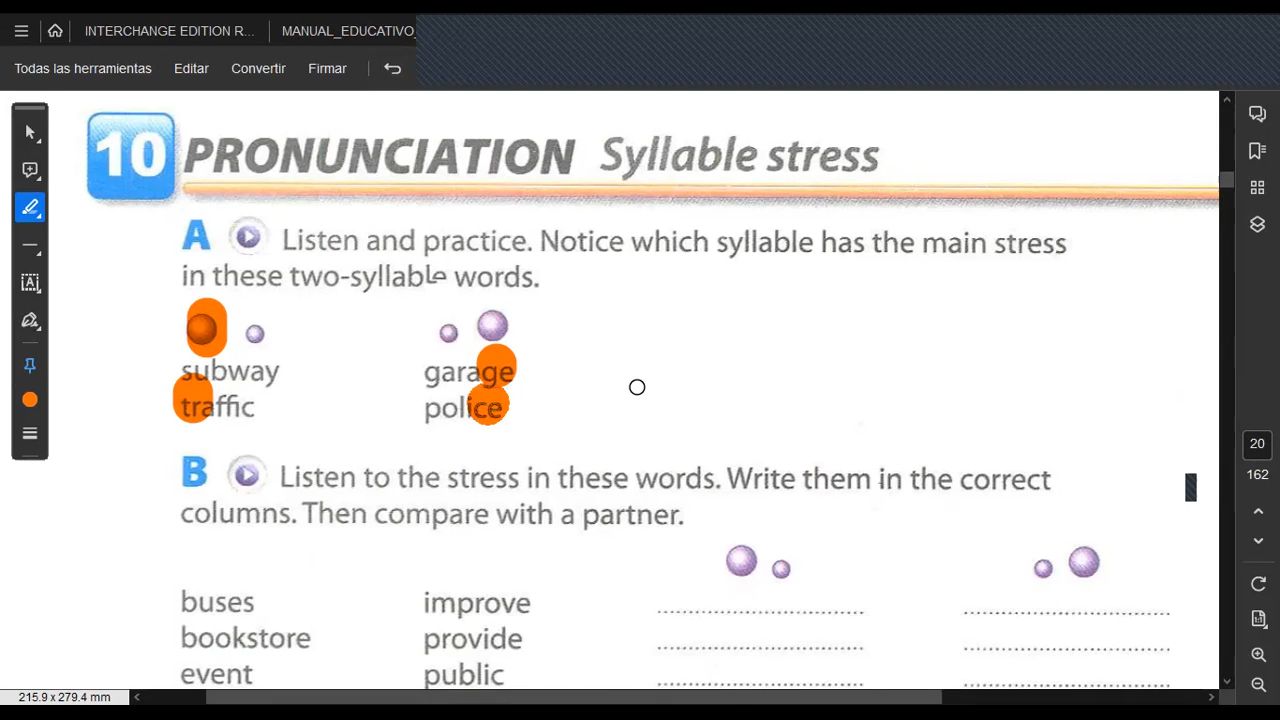 INTERCHANGE EDITION R...
MANUAL_EDUCATIVO_
Todas las herramientas
Editar
Convertir
Firmar
10 PRONUNCIATION Syllable stress
A Listen and practice. Notice which syllable has the main stress
in these two-syllable words.
subway garage
traffic police
B Listen to the stress in these words. Write them in the correct
columns. Then compare with a partner.
buses improve
bookstore provide
event public
20
162
215.9 x 279.4 mm